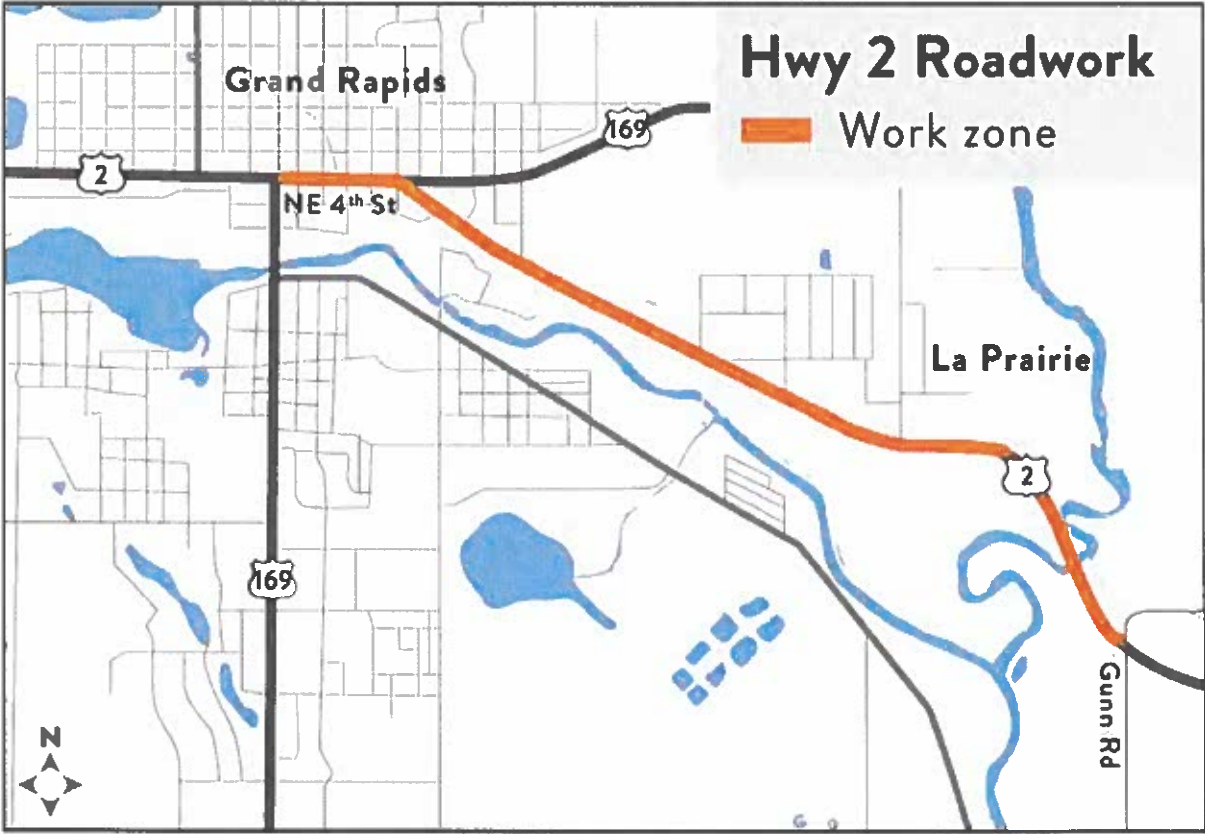 Hwy 2 Roadwork
Work zone
Grand Rapids
169
2
NE 4th St
La Prairie
2
169
Gunn Rd
N